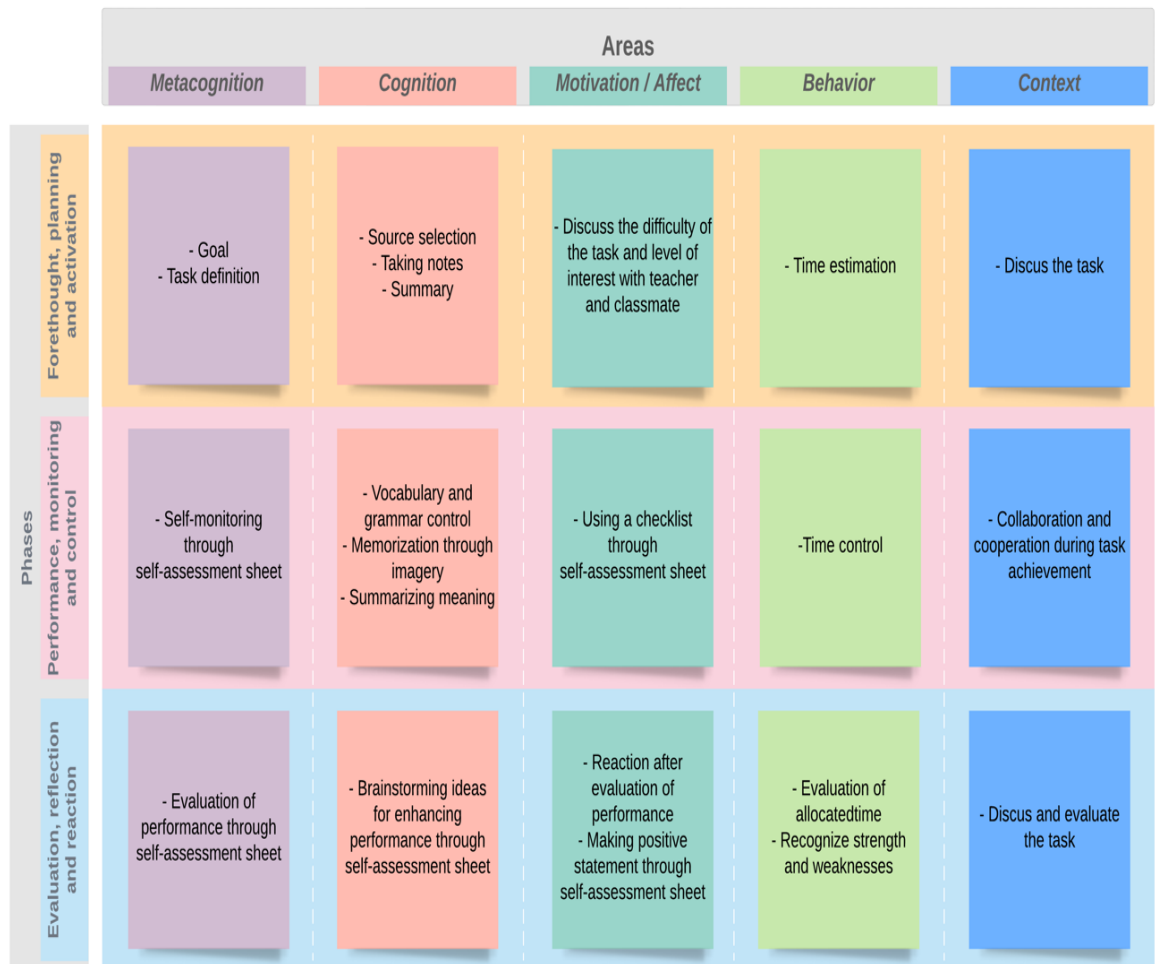 Areas
Metacognition
Cognition
Motivation / Affect
Behavior
Context
Phases
Forethought, planning
and activation
- Goal
- Task definition
- Source selection
- Taking notes
- Summary
- Discuss the difficulty of
the task and level of
interest with teacher
and classmate
- Time estimation
- Discus the task
Performance, monitoring
and control
- Self-monitoring
through
self-assessment sheet
- Vocabulary and
grammar control
- Memorization through
imagery
- Summarizing meaning
- Using a checklist
through
self-assessment sheet
-Time control
- Collaboration and
cooperation during task
achievement
Evaluation, reflection
and reaction
- Evaluation of
performance through
self-assessment sheet
- Brainstorming ideas
for enhancing
performance through
self-assessment sheet
- Reaction after
evaluation of
performance
- Making positive
statement through
self-assessment sheet
- Evaluation of
allocatedtime
- Recognize strength
and weaknesses
- Discus and evaluate
the task